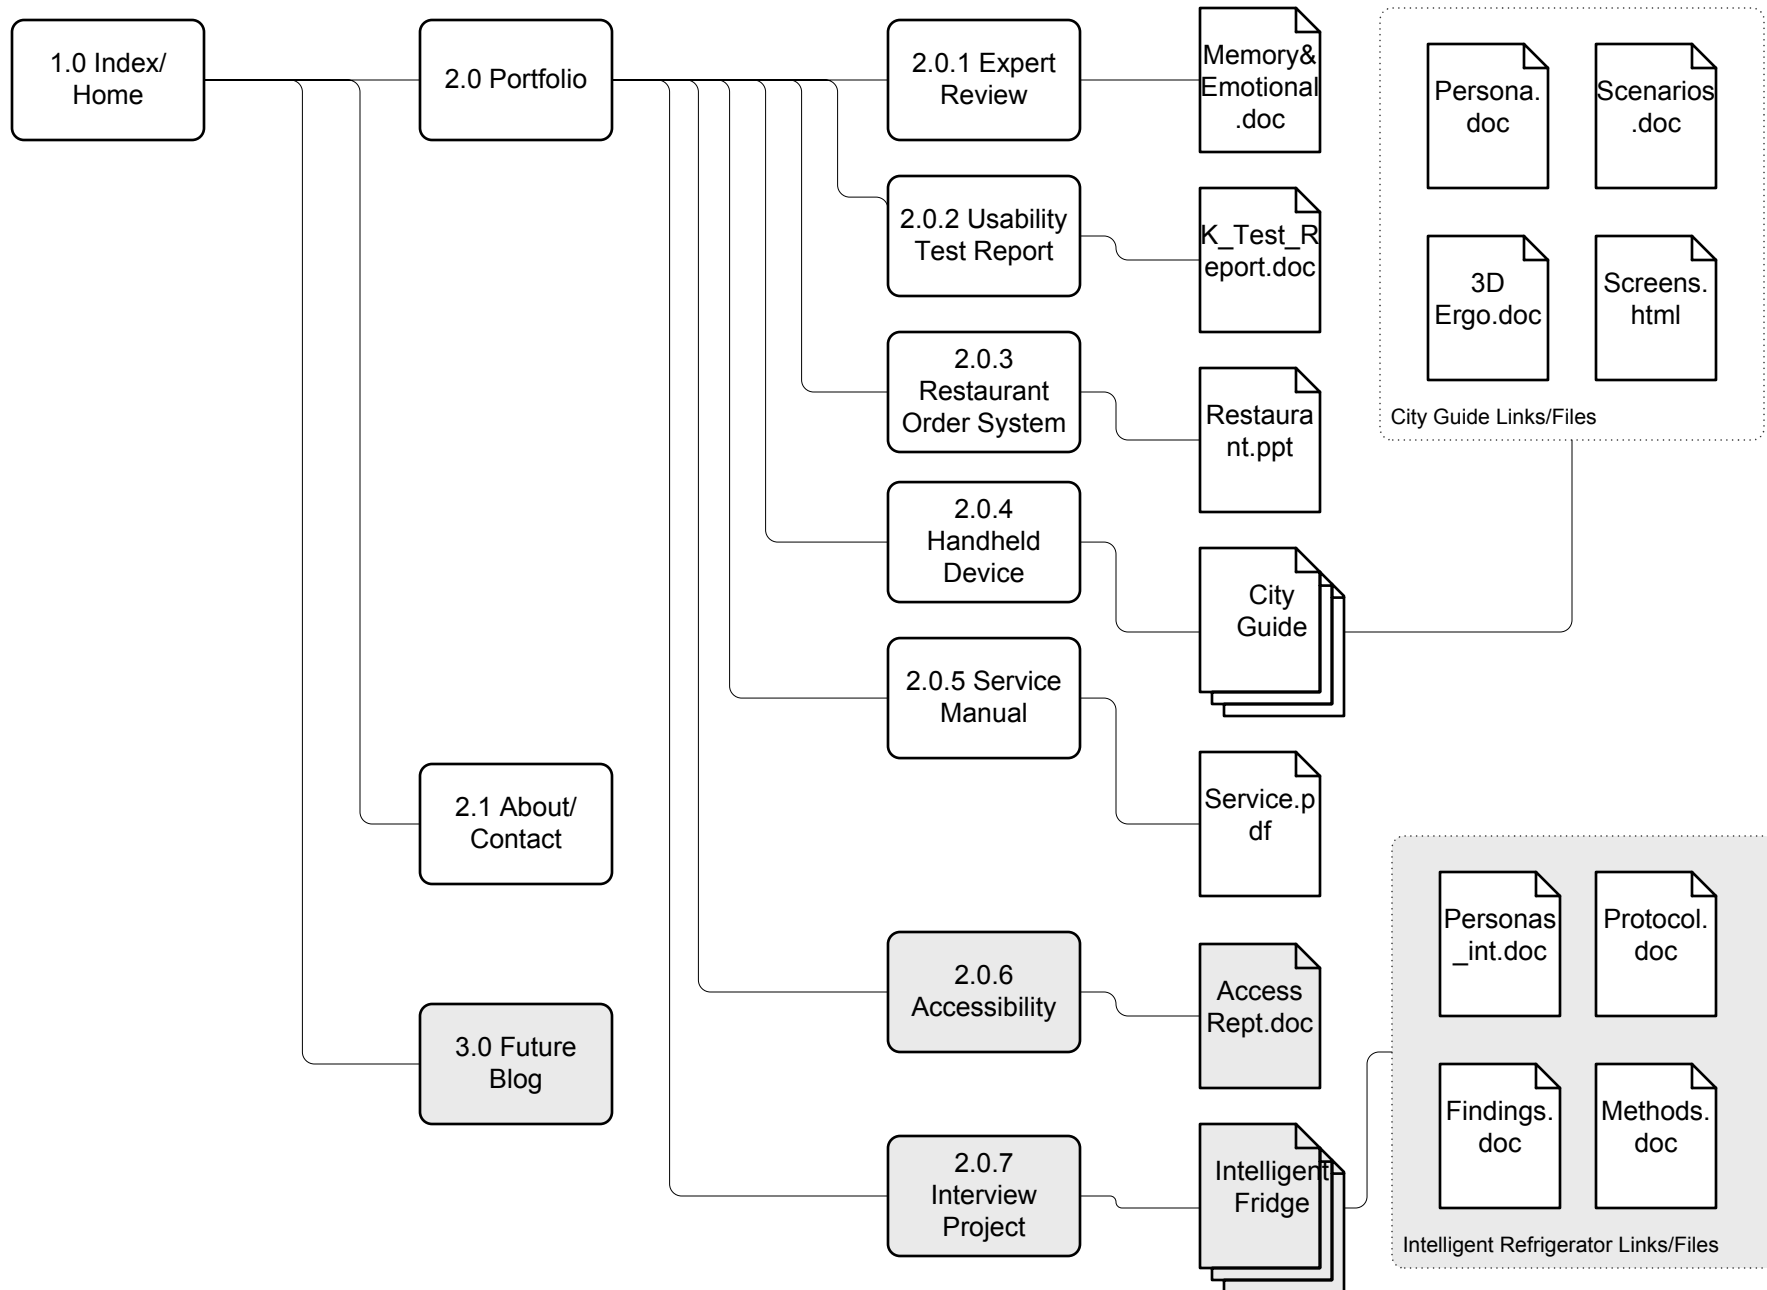 1.0 Index/
Home
2.0 Portfolio
2.0.1 Expert
Review
Memory&
Emotional
.doc
Persona.
doc
Scenarios
.doc
2.0.2 Usability
Test Report
K_Test_R
eport.doc
3D
Ergo.doc
Screens.
html
City Guide Links/Files
2.0.3
Restaurant
Order System
Restaura
nt.ppt
2.0.4
Handheld
Device
City
Guide
2.0.5 Service
Manual
Service.p
df
2.1 About/
Contact
2.0.6
Accessibility
Access
Rept.doc
Personas
_int.doc
Protocol.
doc
3.0 Future
Blog
2.0.7
Interview
Project
Intelligent
Fridge
Findings.
doc
Methods.
doc
Intelligent Refrigerator Links/Files